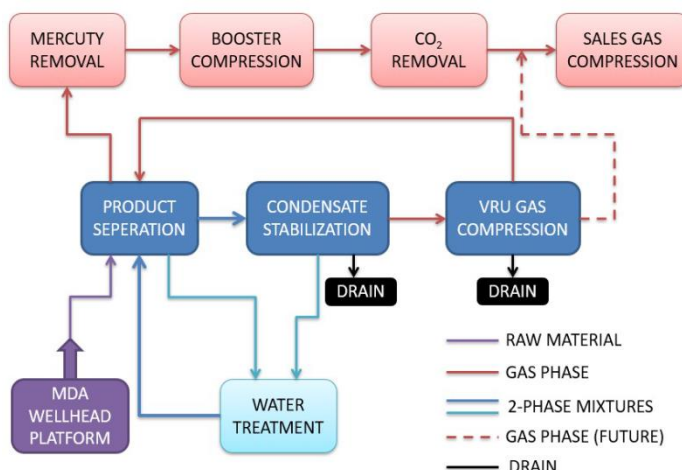 MERCUTY
REMOVAL
BOOSTER
COMPRESSION
CO₂
REMOVAL
SALES GAS
COMPRESSION
PRODUCT
SEPERATION
CONDENSATE
STABILIZATION
VRU GAS
COMPRESSION
DRAIN
DRAIN
MDA
WELLHEAD
PLATFORM
WATER
TREATMENT
RAW MATERIAL
GAS PHASE
2-PHASE MIXTURES
GAS PHASE (FUTURE)
DRAIN